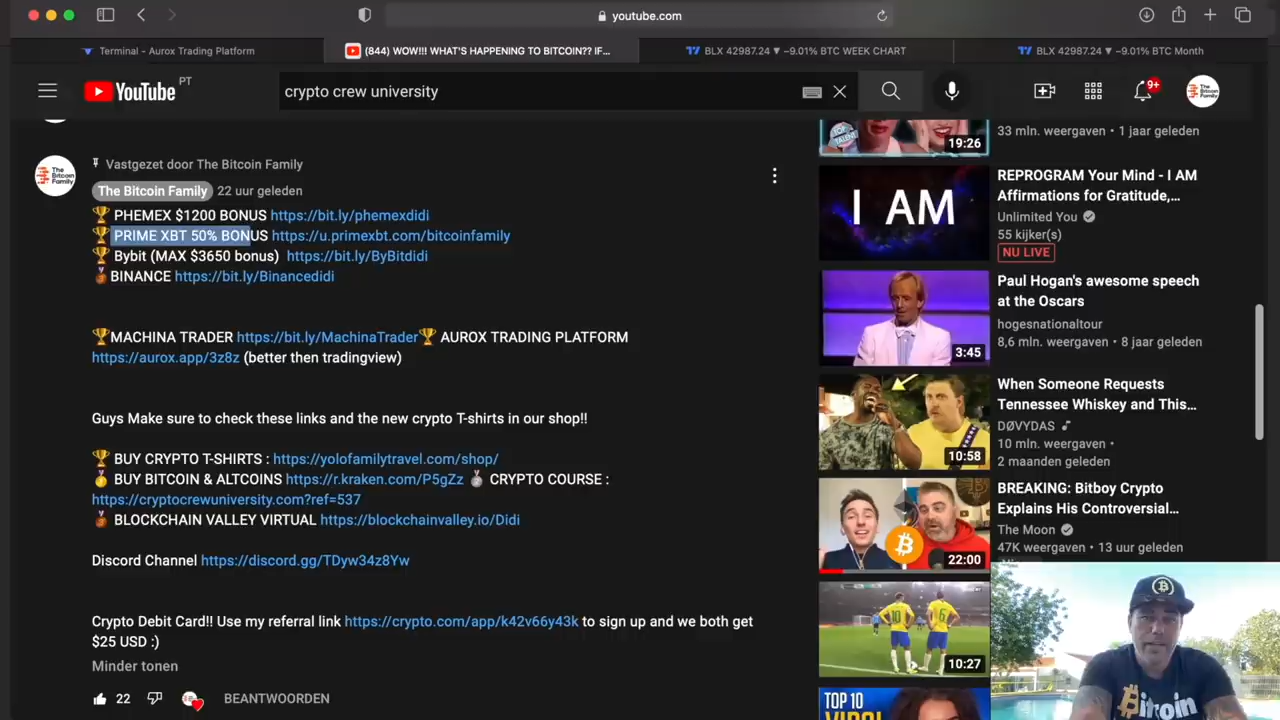 youtube.com
Terminal - Aurox Trading Platform
(844) WOW!!! WHAT'S HAPPENING TO BITCOIN?? IF...
BLX 42987.24 ▼ −9.01% BTC WEEK CHART
BLX 42987.24 ▼ −9.01% BTC Month
YouTube PT
crypto crew university
9+
The Bitcoin Family
TOP TALENT
19:26
33 mln. weergaven • 1 jaar geleden
The Bitcoin Family
Vastgezet door The Bitcoin Family
The Bitcoin Family 22 uur geleden
🏆 PHEMEX $1200 BONUS https://bit.ly/phemexdidi
🏆 PRIME XBT 50% BONUS https://u.primexbt.com/bitcoinfamily
🏆 Bybit (MAX $3650 bonus) https://bit.ly/ByBitdidi
🥉BINANCE https://bit.ly/Binancedidi
🏆MACHINA TRADER https://bit.ly/MachinaTrader🏆 AUROX TRADING PLATFORM
https://aurox.app/3z8z (better then tradingview)
Guys Make sure to check these links and the new crypto T-shirts in our shop!!
🏆 BUY CRYPTO T-SHIRTS : https://yolofamilytravel.com/shop/
🥇 BUY BITCOIN & ALTCOINS https://r.kraken.com/P5gZz 🥈 CRYPTO COURSE :
https://cryptocrewuniversity.com?ref=537
🥉 BLOCKCHAIN VALLEY VIRTUAL https://blockchainvalley.io/Didi
Discord Channel https://discord.gg/TDyw34z8Yw
Crypto Debit Card!! Use my referral link https://crypto.com/app/k42v66y43k to sign up and we both get
$25 USD :)
Minder tonen
22
BEANTWOORDEN
I AM
REPROGRAM Your Mind - I AM
Affirmations for Gratitude,...
Unlimited You
55 kijker(s)
NU LIVE
3:45
Paul Hogan's awesome speech
at the Oscars
hogesnationaltour
8,6 mln. weergaven • 8 jaar geleden
10:58
When Someone Requests
Tennessee Whiskey and This...
DØVYDAS
10 mln. weergaven •
2 maanden geleden
22:00
BREAKING: Bitboy Crypto
Explains His Controversial...
The Moon
47K weergaven • 13 uur geleden
10
6
10:27
TOP 10
Bitcoin